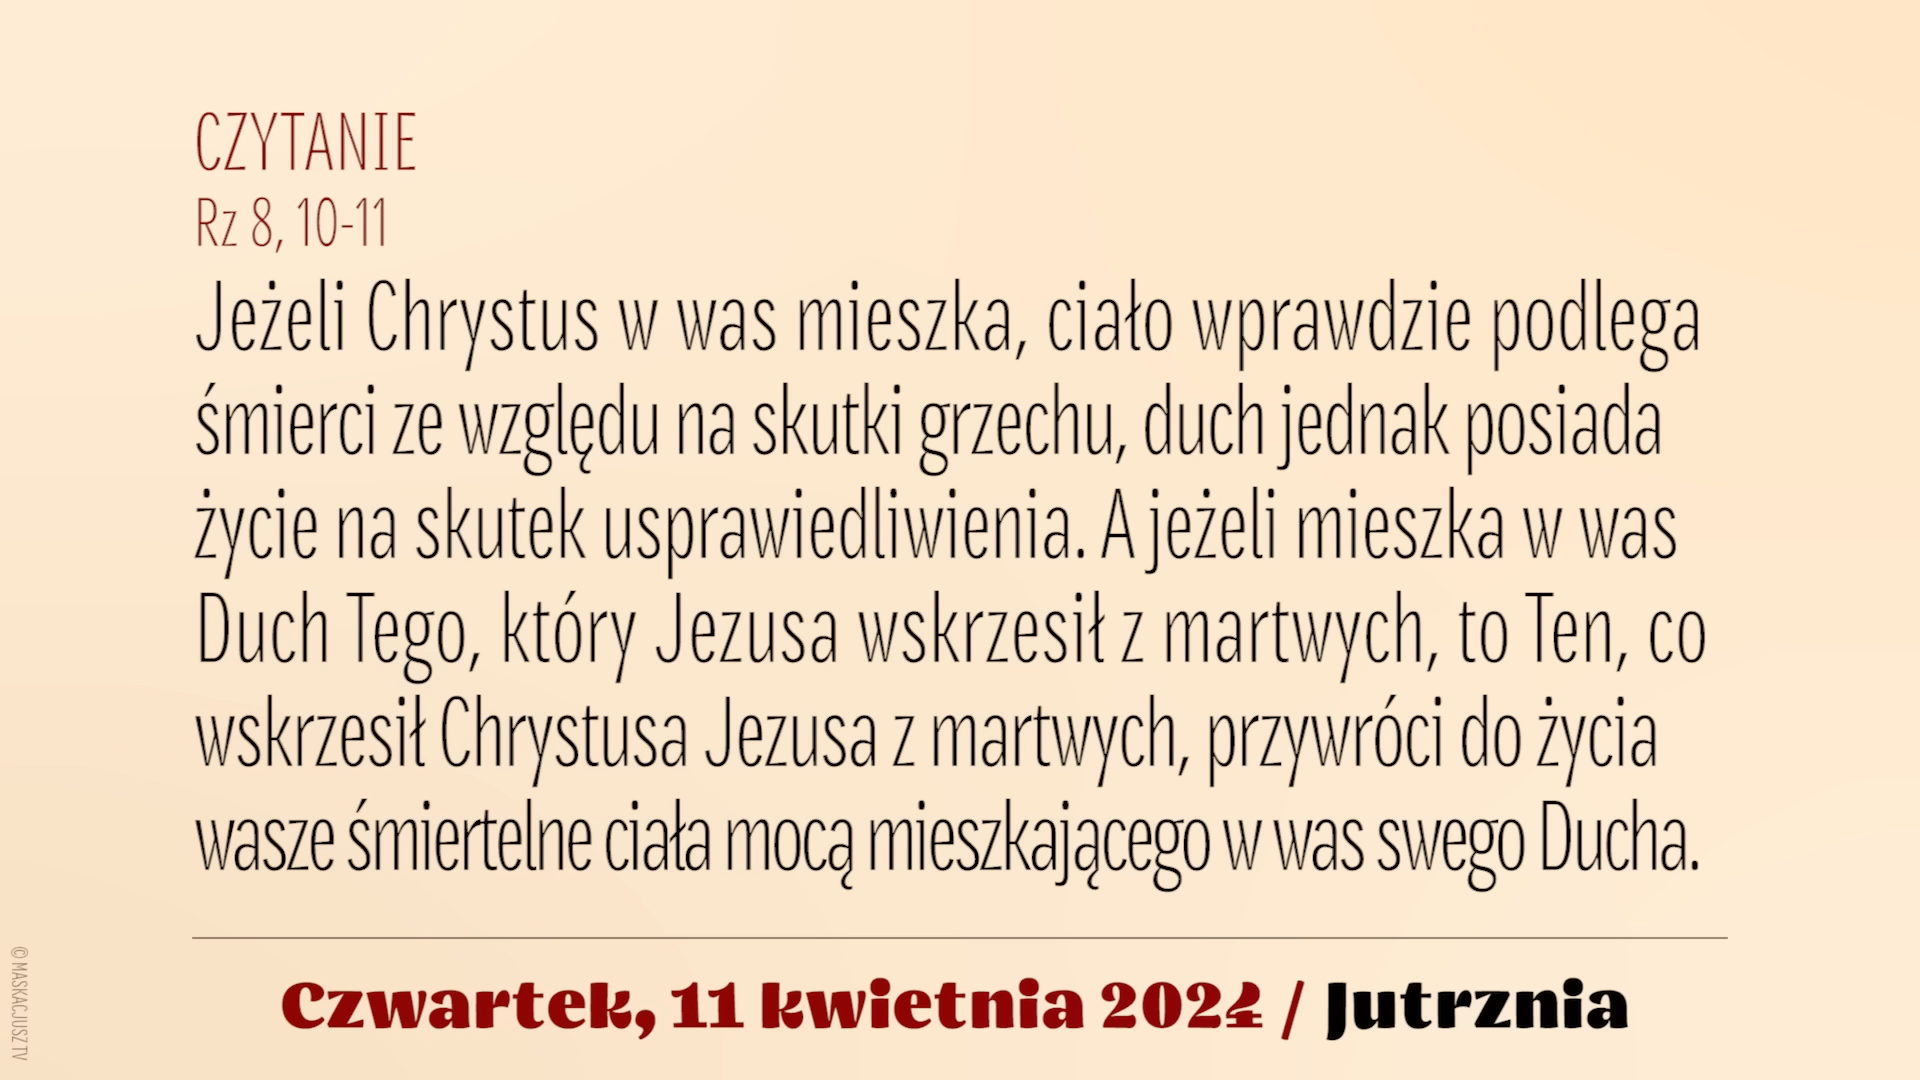 CZYTANIE
Rz 8, 10-11
Jeżeli Chrystus w was mieszka, ciało wprawdzie podlega
śmierci ze względu na skutki grzechu, duch jednak posiada
życie na skutek usprawiedliwienia. A jeżeli mieszka w was
Duch Tego, który Jezusa wskrzesił z martwych, to Ten, co
wskrzesił Chrystusa Jezusa z martwych, przywróci do życia
wasze śmiertelne ciała mocą mieszkającego w was swego Ducha.
Czwartek, 11 kwietnia 2024 / Jutrznia
© MASKACJUSZ TV